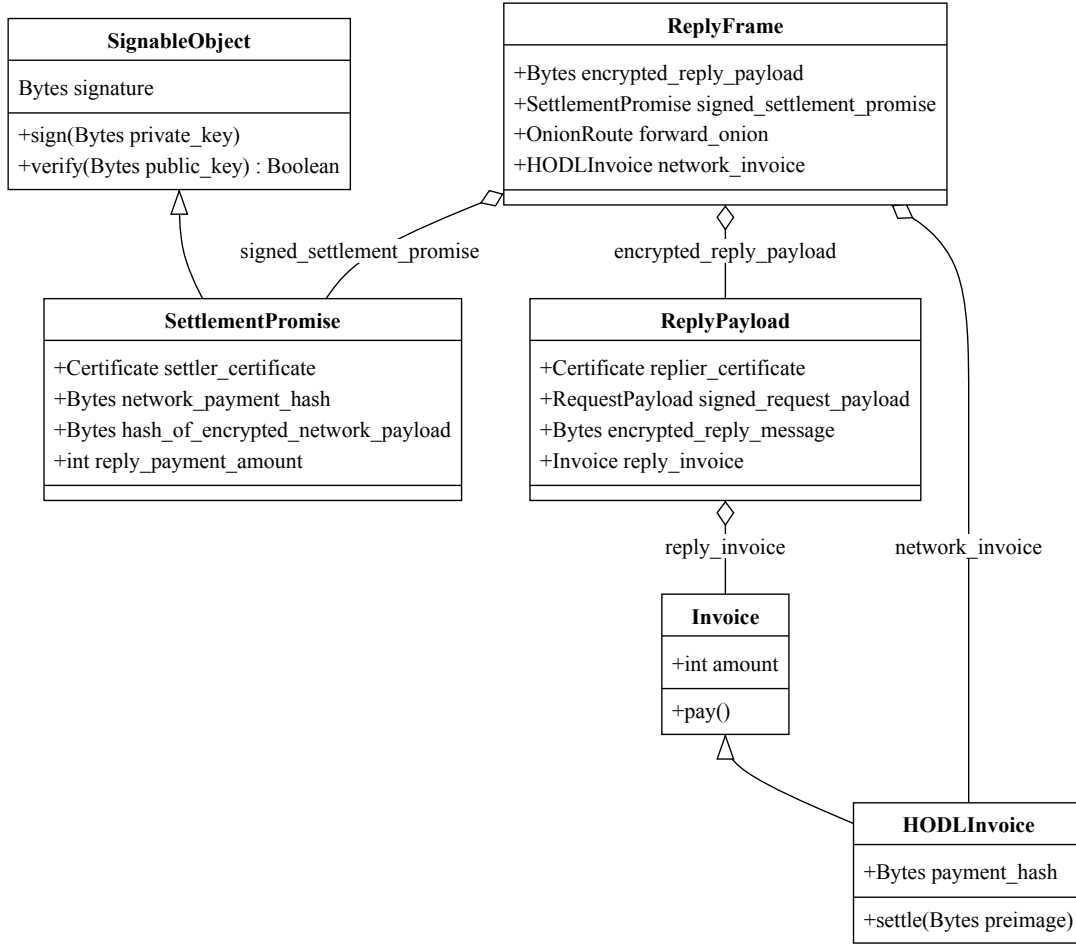 SignableObject
Bytes signature
+sign(Bytes private_key)
+verify(Bytes public_key) : Boolean
ReplyFrame
+Bytes encrypted_reply_payload
+SettlementPromise signed_settlement_promise
+OnionRoute forward_onion
+HODLInvoice network_invoice
signed_settlement_promise
encrypted_reply_payload
SettlementPromise
+Certificate settler_certificate
+Bytes network_payment_hash
+Bytes hash_of_encrypted_network_payload
+int reply_payment_amount
ReplyPayload
+Certificate replier_certificate
+RequestPayload signed_request_payload
+Bytes encrypted_reply_message
+Invoice reply_invoice
reply_invoice
network_invoice
Invoice
+int amount
+pay()
HODLInvoice
+Bytes payment_hash
+settle(Bytes preimage)